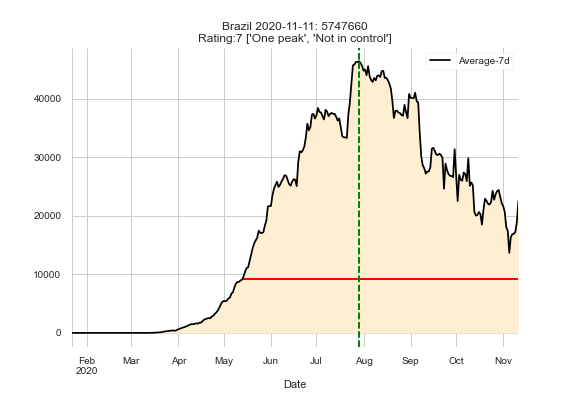 Brazil 2020-11-11: 5747660
Rating:7 ['One peak', 'Not in control']
Average-7d
40000
30000
20000
10000
0
Feb Mar Apr May Jun Jul Aug Sep Oct Nov
2020
Date